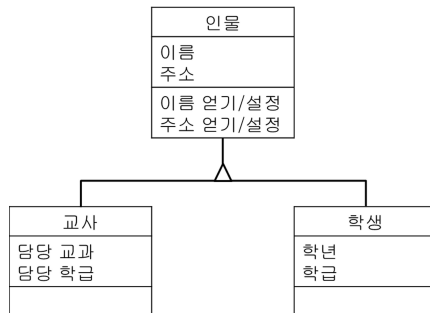 인물
이름
주소
이름 얻기/설정
주소 얻기/설정
교사
담당 교과
담당 학급
학생
학년
학급